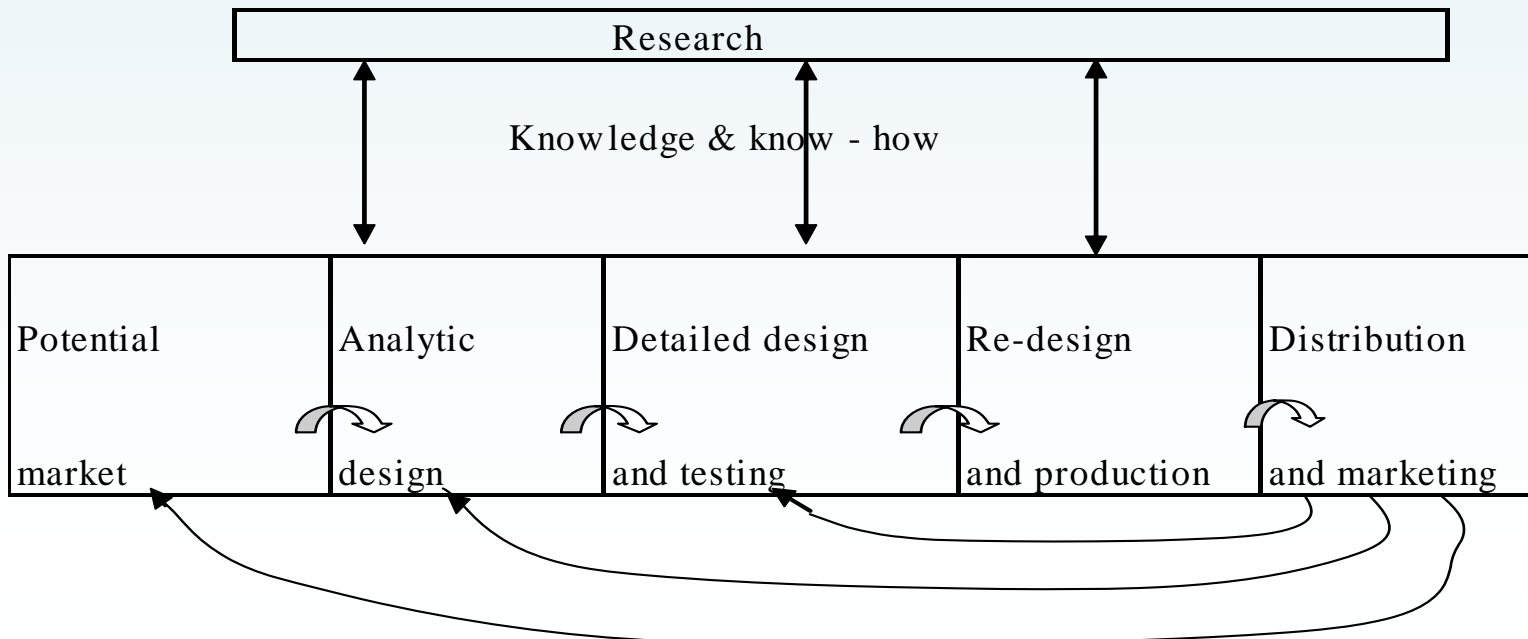 Research
Knowledge & know - how
Potential
market
Analytic
design
Detailed design
and testing
Re-design
and production
Distribution
and marketing